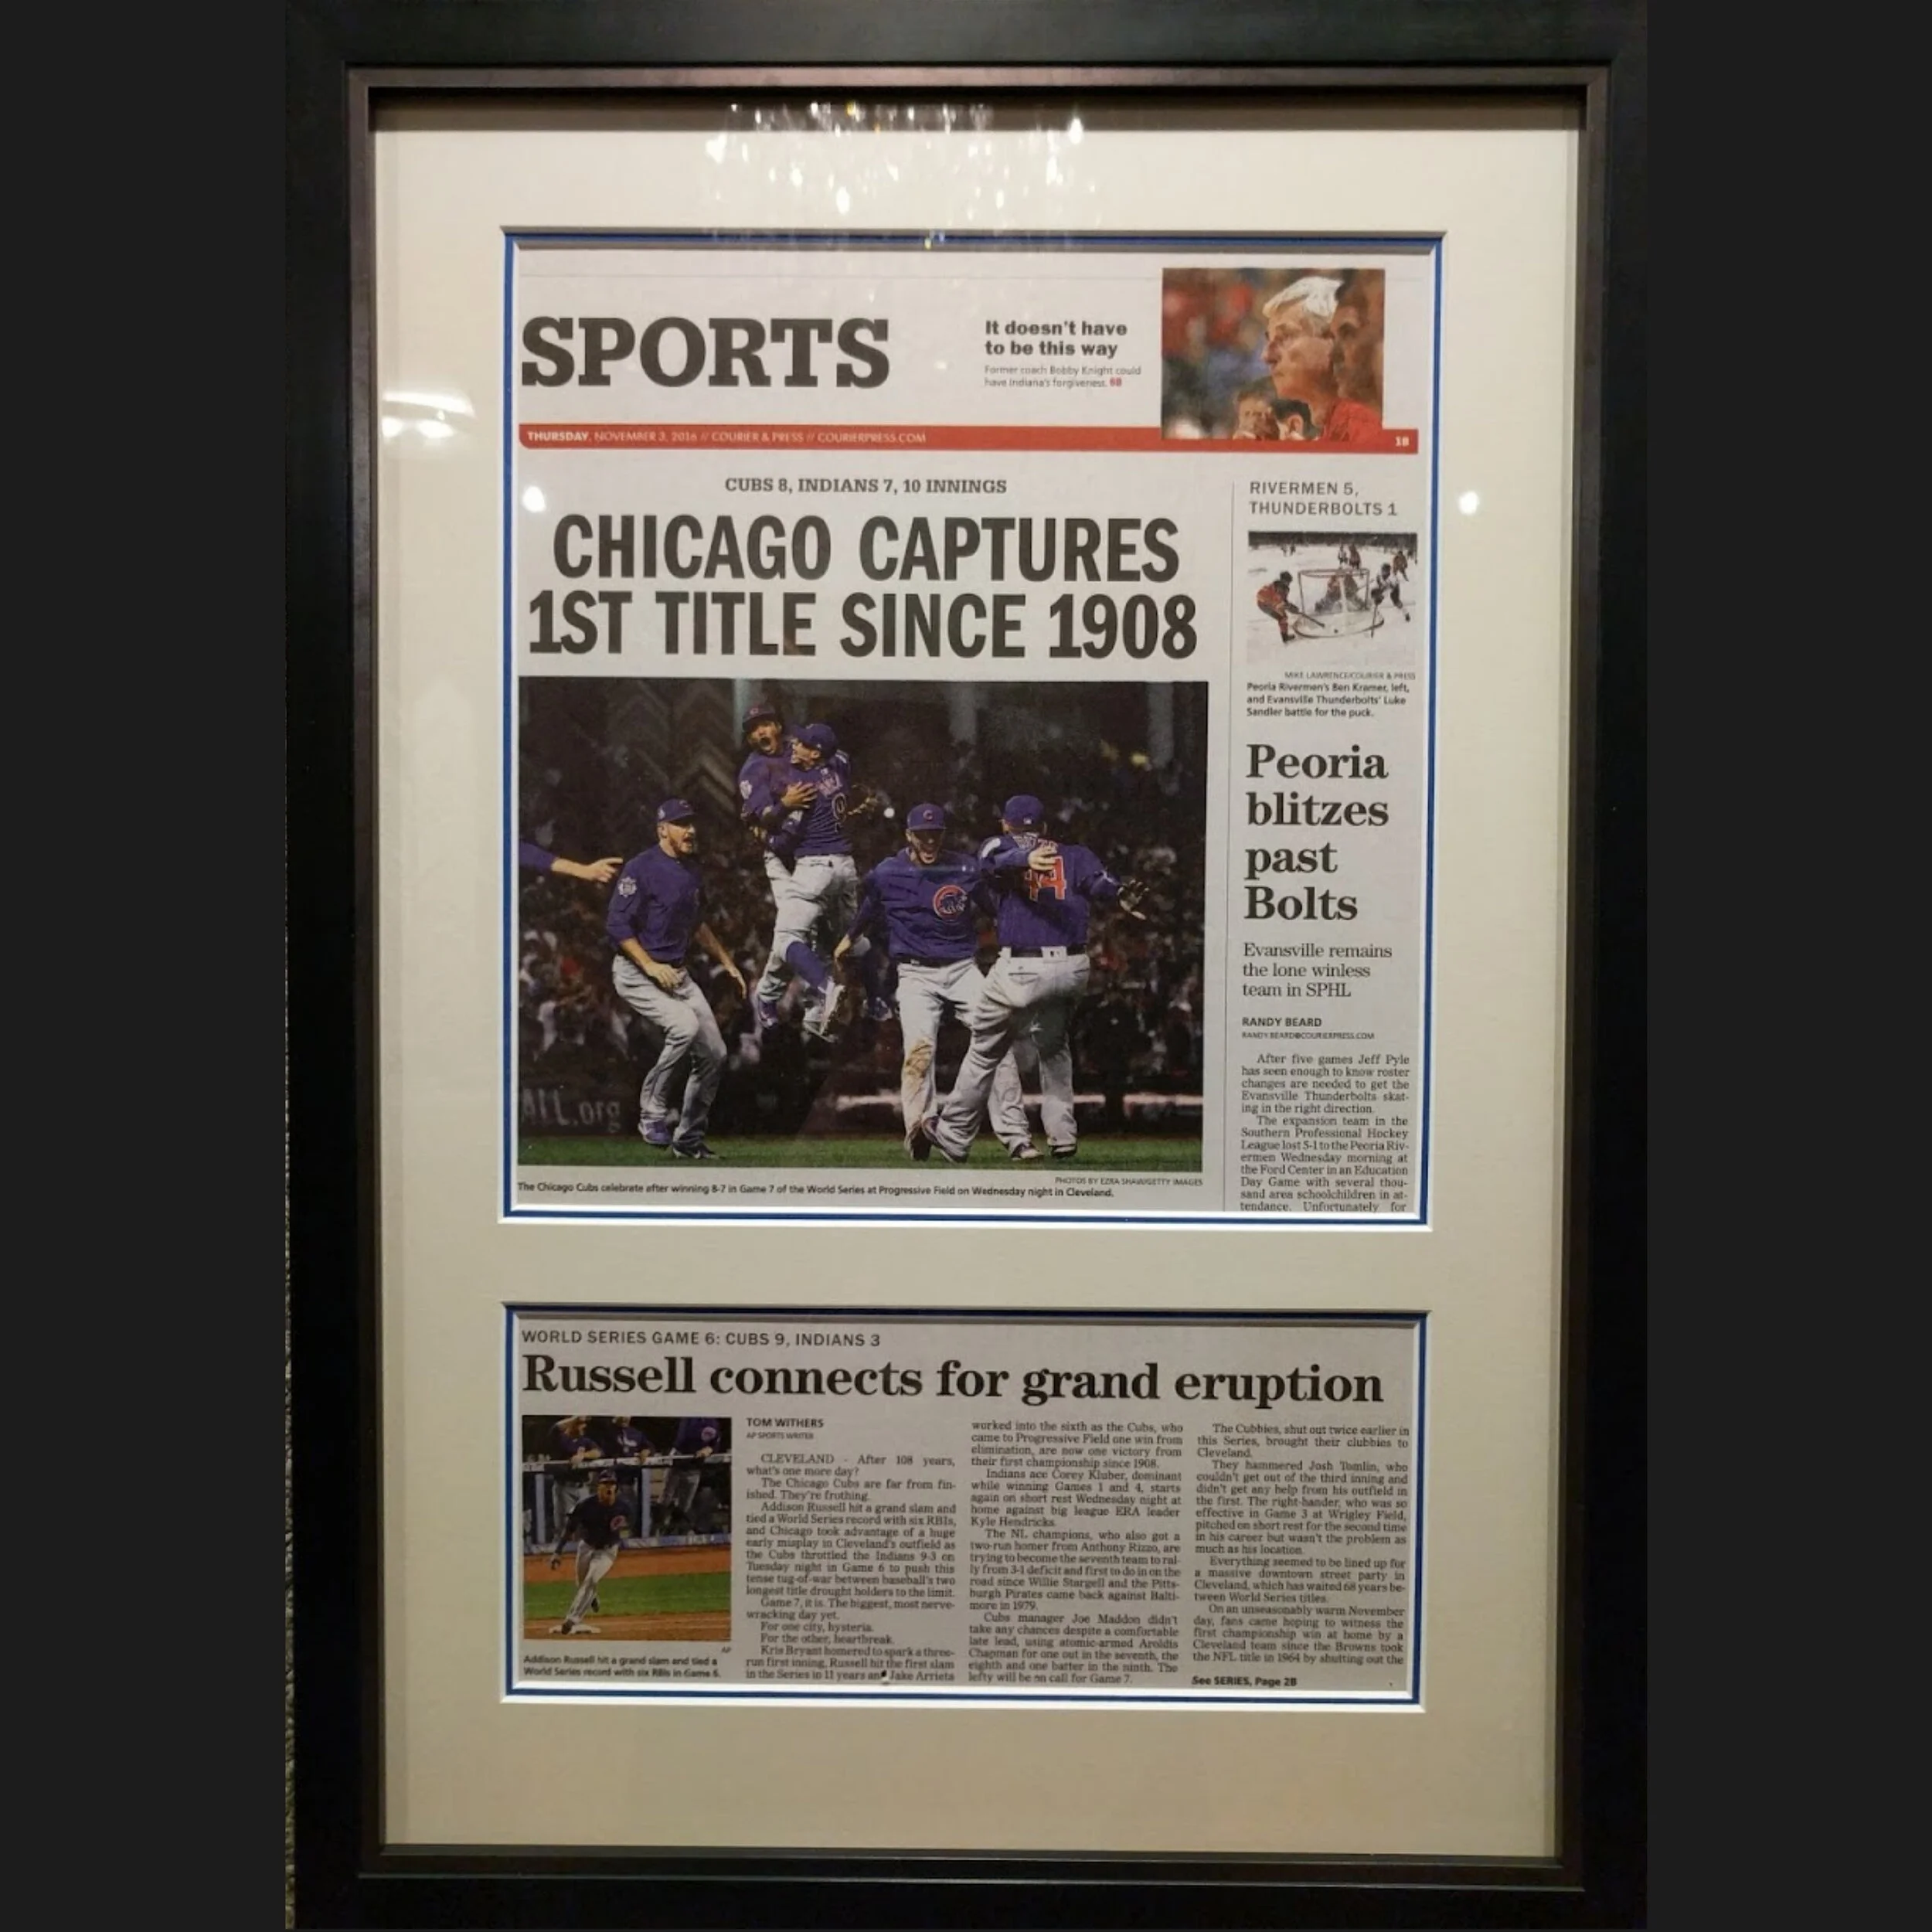 SPORTS
It doesn't have
to be this way
Former coach Bobby Knight could
have Indiana's forgiveness. 6B
THURSDAY, NOVEMBER 3, 2016 // COURIER & PRESS // COURIERPRESS.COM
1B
CUBS 8, INDIANS 7, 10 INNINGS
CHICAGO CAPTURES
1ST TITLE SINCE 1908
ALL.org
9
44
PHOTOS BY EZRA SHAW/GETTY IMAGES
The Chicago Cubs celebrate after winning 8-7 in Game 7 of the World Series at Progressive Field on Wednesday night in Cleveland.
RIVERMEN 5,
THUNDERBOLTS 1
MIKE LAWRENCE/COURIER & PRESS
Peoria Rivermen's Ben Kramer, left,
and Evansville Thunderbolts' Luke
Sandler battle for the puck.
Peoria
blitzes
past
Bolts
Evansville remains
the lone winless
team in SPHL
RANDY BEARD
RANDY.BEARD@COURIERPRESS.COM
After five games Jeff Pyle
has seen enough to know roster
changes are needed to get the
Evansville Thunderbolts skat-
ing in the right direction.
The expansion team in the
Southern Professional Hockey
League lost 5-1 to the Peoria Riv-
ermen Wednesday morning at
the Ford Center in an Education
Day Game with several thou-
sand area schoolchildren in at-
tendance. Unfortunately for
WORLD SERIES GAME 6: CUBS 9, INDIANS 3
Russell connects for grand eruption
AP
Addison Russell hit a grand slam and tied a
World Series record with six RBIs in Game 6.
TOM WITHERS
AP SPORTS WRITER
CLEVELAND - After 108 years,
what's one more day?
The Chicago Cubs are far from fin-
ished. They're frothing.
Addison Russell hit a grand slam and
tied a World Series record with six RBIs,
and Chicago took advantage of a huge
early misplay in Cleveland's outfield as
the Cubs throttled the Indians 9-3 on
Tuesday night in Game 6 to push this
tense tug-of-war between baseball's two
longest title drought holders to the limit.
Game 7, it is. The biggest, most nerve-
wracking day yet.
For one city, hysteria.
For the other, heartbreak.
Kris Bryant homered to spark a three-
run first inning, Russell hit the first slam
in the Series in 11 years and Jake Arrieta
worked into the sixth as the Cubs, who
came to Progressive Field one win from
elimination, are now one victory from
their first championship since 1908.
Indians ace Corey Kluber, dominant
while winning Games 1 and 4, starts
again on short rest Wednesday night at
home against big league ERA leader
Kyle Hendricks.
The NL champions, who also got a
two-run homer from Anthony Rizzo, are
trying to become the seventh team to ral-
ly from 3-1 deficit and first to do in on the
road since Willie Stargell and the Pitts-
burgh Pirates came back against Balti-
more in 1979.
Cubs manager Joe Maddon didn't
take any chances despite a comfortable
late lead, using atomic-armed Aroldis
Chapman for one out in the seventh, the
eighth and one batter in the ninth. The
lefty will be on call for Game 7.
The Cubbies, shut out twice earlier in
this Series, brought their clubbies to
Cleveland.
They hammered Josh Tomlin, who
couldn't get out of the third inning and
didn't get any help from his outfield in
the first. The right-hander, who was so
effective in Game 3 at Wrigley Field,
pitched on short rest for the second time
in his career but wasn't the problem as
much as his location.
Everything seemed to be lined up for
a massive downtown street party in
Cleveland, which has waited 68 years be-
tween World Series titles.
On an unseasonably warm November
day, fans came hoping to witness the
first championship win at home by a
Cleveland team since the Browns took
the NFL title in 1964 by shutting out the
See SERIES, Page 2B